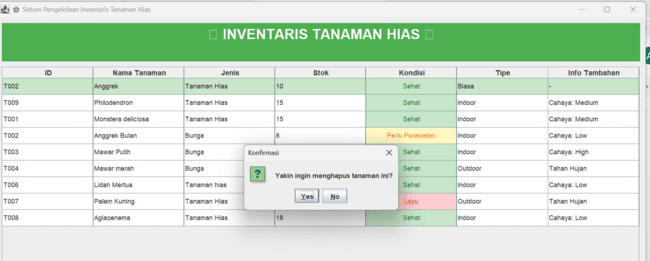 Sistem Pengelolaan Inventaris Tanaman Hias
INVENTARIS TANAMAN HIAS
ID Nama Tanaman Jenis Stok Kondisi Tipe Info Tambahan
T002 Anggrek Tanaman Hias 10 Sehat Biasa -
T009 Philodendron Tanaman Hias 15 Sehat Indoor Cahaya: Medium
T001 Monstera deliciosa Tanaman Hias 15 Sehat Indoor Cahaya: Medium
T002 Anggrek Bulan Bunga 8 Perlu Perawatan Indoor Cahaya: Low
T003 Mawar Putih Bunga Sehat Indoor Cahaya: High
T004 Mawar merah Bunga Sehat Outdoor Tahan Hujan
T006 Lidah Mertua Tanaman hias Sehat Indoor Cahaya: Low
T007 Palem Kuning Tanaman Hias Layu Outdoor Tahan Hujan
T008 Aglaonema Tanaman Hias 18 Sehat Indoor Cahaya: Low
Konfirmasi
Yakin ingin menghapus tanaman ini?
Yes No